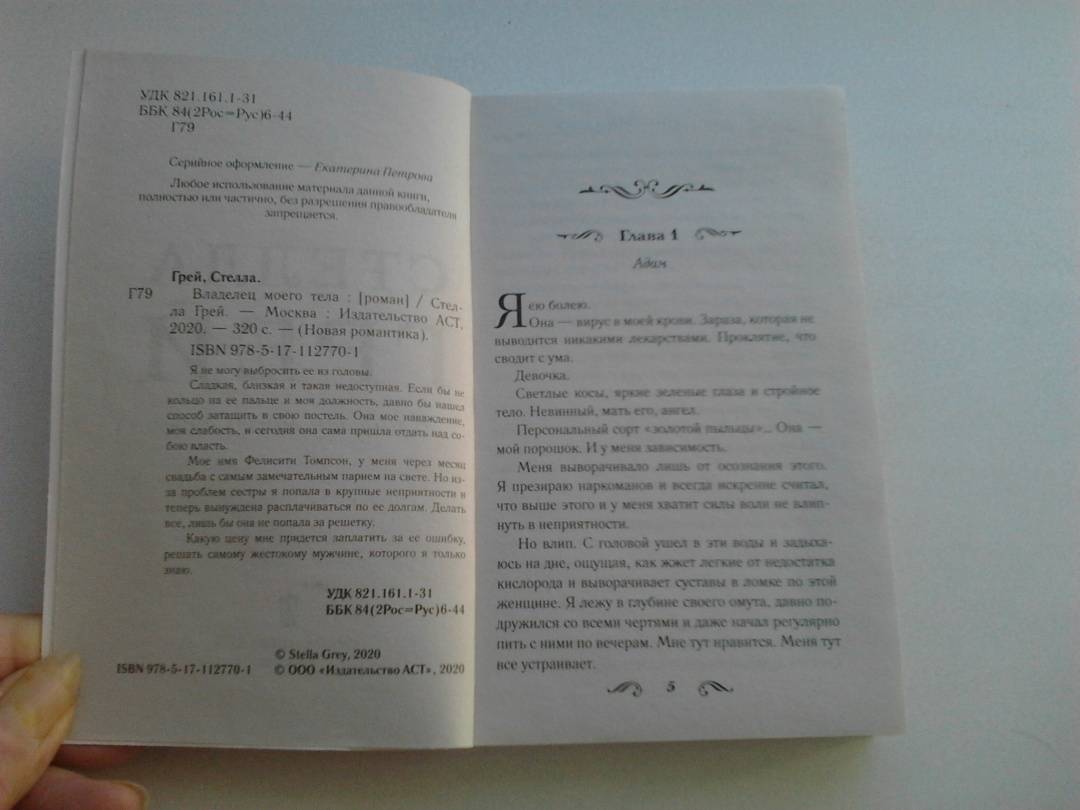 УДК 821.161.1-31
ББК 84(2Рос=Рус)6-44
Г79
Серийное оформление — Екатерина Петрова
Любое использование материала данной книги,
полностью или частично, без разрешения правообладателя
запрещается.
Грей, Стелла.
Г79 Владелец моего тела : [роман] / Стел-
ла Грей. — Москва : Издательство АСТ,
2020. — 320 с. — (Новая романтика).
ISBN 978-5-17-112770-1
Я не могу выбросить ее из головы.
Сладкая, близкая и такая недоступная. Если бы не
кольцо на ее пальце и моя должность, давно бы нашел
способ затащить в свою постель. Она мое наваждение,
моя слабость, и сегодня она сама пришла отдать над со-
бою власть.
Мое имя Фелисити Томпсон, у меня через месяц
свадьба с самым замечательным парнем на свете. Но из-
за проблем сестры я попала в крупные неприятности и
теперь вынуждена расплачиваться по ее долгам. Делать
все, лишь бы она не попала за решетку.
Какую цену мне придется заплатить за ее ошибку,
решать самому жестокому мужчине, которого я только
знаю.
УДК 821.161.1-31
ББК 84(2Рос=Рус)6-44
© Stella Grey, 2020
ISBN 978-5-17-112770-1 © ООО «Издательство АСТ», 2020
Глава 1
Адам
Я ею болею.
Она — вирус в моей крови. Зараза, которая не
выводится никакими лекарствами. Проклятие, что
сводит с ума.
Девочка.
Светлые косы, яркие зеленые глаза и стройное
тело. Невинный, мать его, ангел.
Персональный сорт «золотой пыльцы»... Она —
мой порошок. И у меня зависимость.
Меня выворачивало лишь от осознания этого.
Я презираю наркоманов и всегда искренне считал,
что выше этого и у меня хватит силы воли не влип-
нуть в неприятности.
Но влип. С головой ушел в эти воды и задыха-
юсь на дне, ощущая, как жжет легкие от недостатка
кислорода и выворачивает суставы в ломке по этой
женщине. Я лежу в глубине своего омута, давно по-
дружился со всеми чертями и даже начал регулярно
пить с ними по вечерам. Мне тут нравится. Меня тут
все устраивает.
5